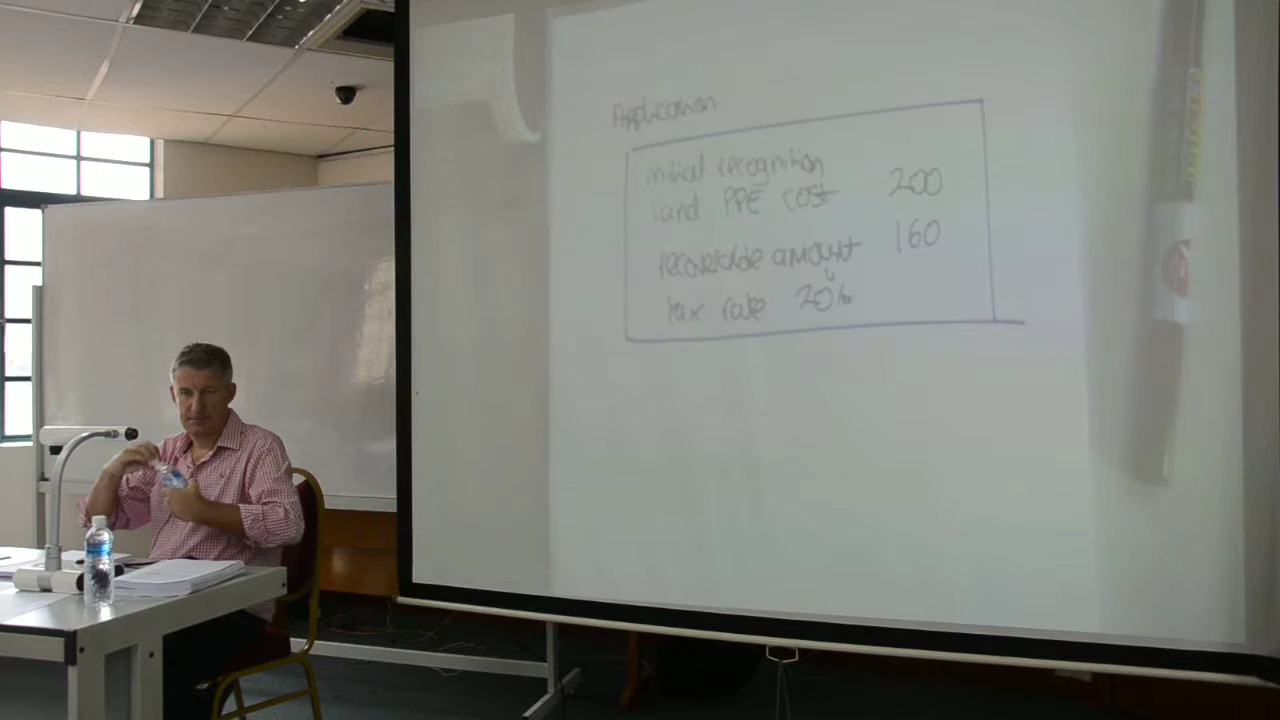 Application
initial recognition
land PPE cost 200
recoverable amount 160
tax rate 20%